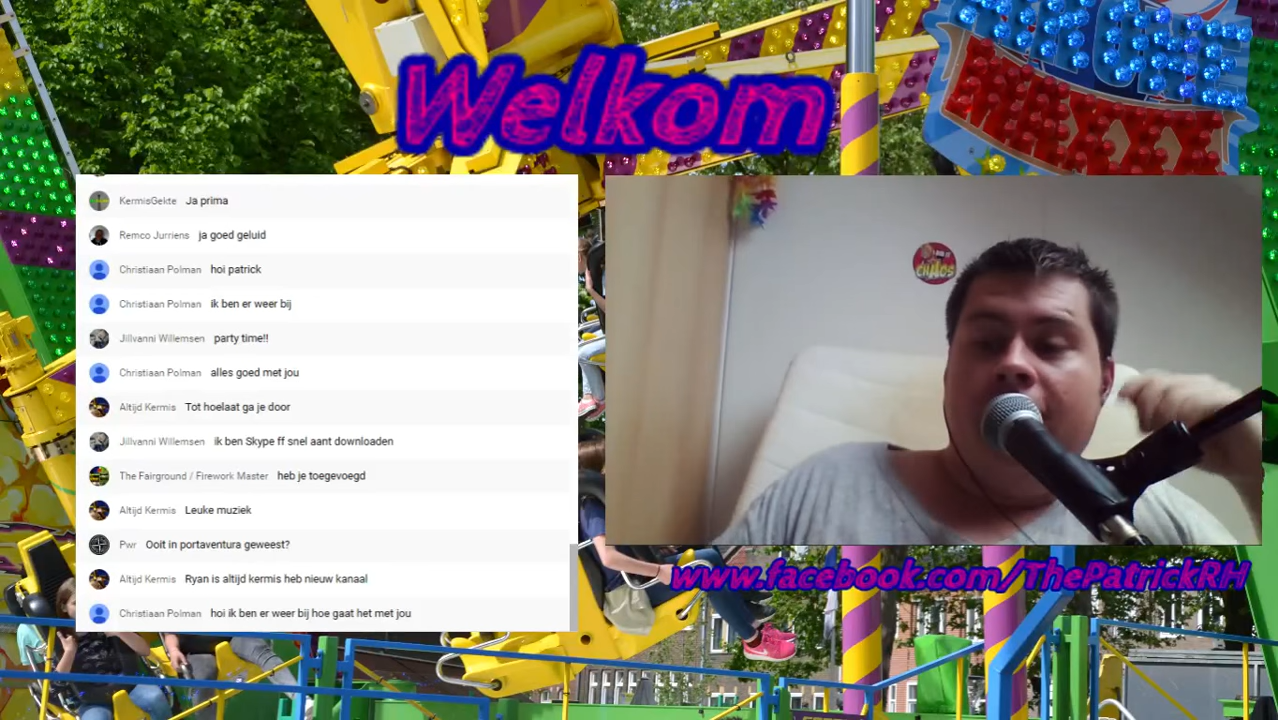 Welkom
KermisGekte Ja prima
Remco Jurriens ja goed geluid
Christiaan Polman hoi patrick
Christiaan Polman ik ben er weer bij
Jillvanni Willemsen party time!!
Christiaan Polman alles goed met jou
Altijd Kermis Tot hoelaat ga je door
Jillvanni Willemsen ik ben Skype ff snel aant downloaden
The Fairground / Firework Master heb je toegevoegd
Altijd Kermis Leuke muziek
Pwr Ooit in portaventura geweest?
Altijd Kermis Ryan is altijd kermis heb nieuw kanaal
Christiaan Polman hoi ik ben er weer bij hoe gaat het met jou
CHAOS
www.facebook.com/ThePatrickRH